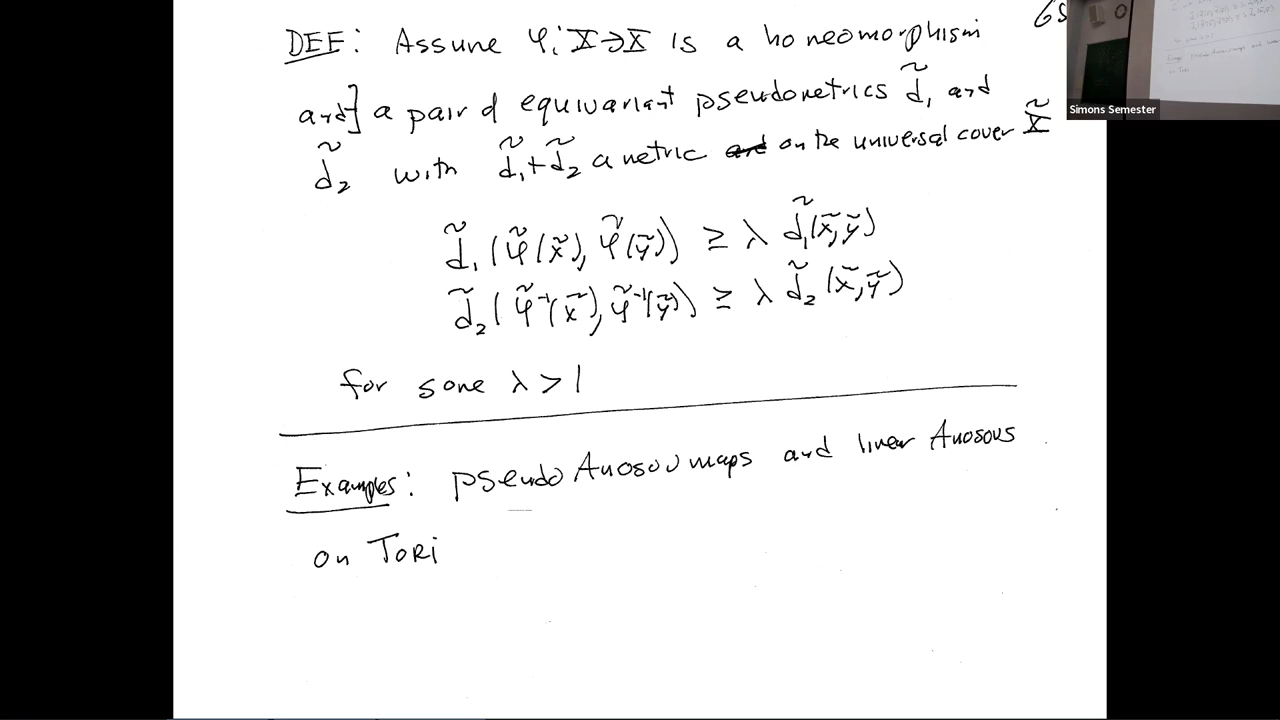 6S
DEF: Assume φ: X→X is a homeomorphism
and ∃ a pair of equivariant pseudometrics d̃₁ and
d̃₂ with d̃₁+d̃₂ a metric on the universal cover X̃
d̃₁(φ̃(x̃), φ̃(ỹ)) ≥ λ d̃₁(x̃,ỹ)
d̃₂(φ̃⁻¹(x̃), φ̃⁻¹(ỹ)) ≥ λ d̃₂(x̃,ỹ)
for some λ > 1
Examples: pseudo Anosov maps and linear Anosovs
on TORi
Simons Semester